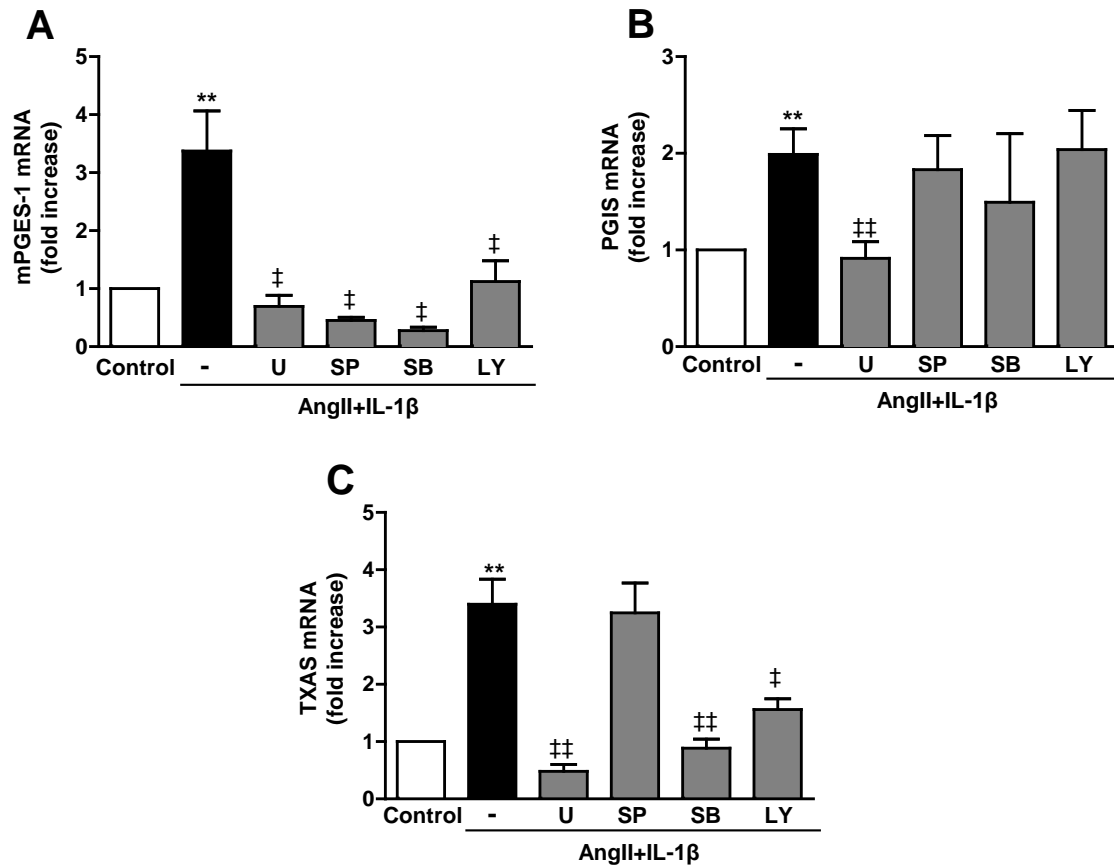 A
mPGES-1 mRNA
(fold increase)
5
4
3
2
1
0
**
‡
‡
‡
‡
Control
-
U
SP
SB
LY
AngII+IL-1β
B
PGIS mRNA
(fold increase)
3
2
1
0
**
‡‡
Control
-
U
SP
SB
LY
AngII+IL-1β
C
TXAS mRNA
(fold increase)
5
4
3
2
1
0
**
‡‡
‡‡
‡
Control
-
U
SP
SB
LY
AngII+IL-1β